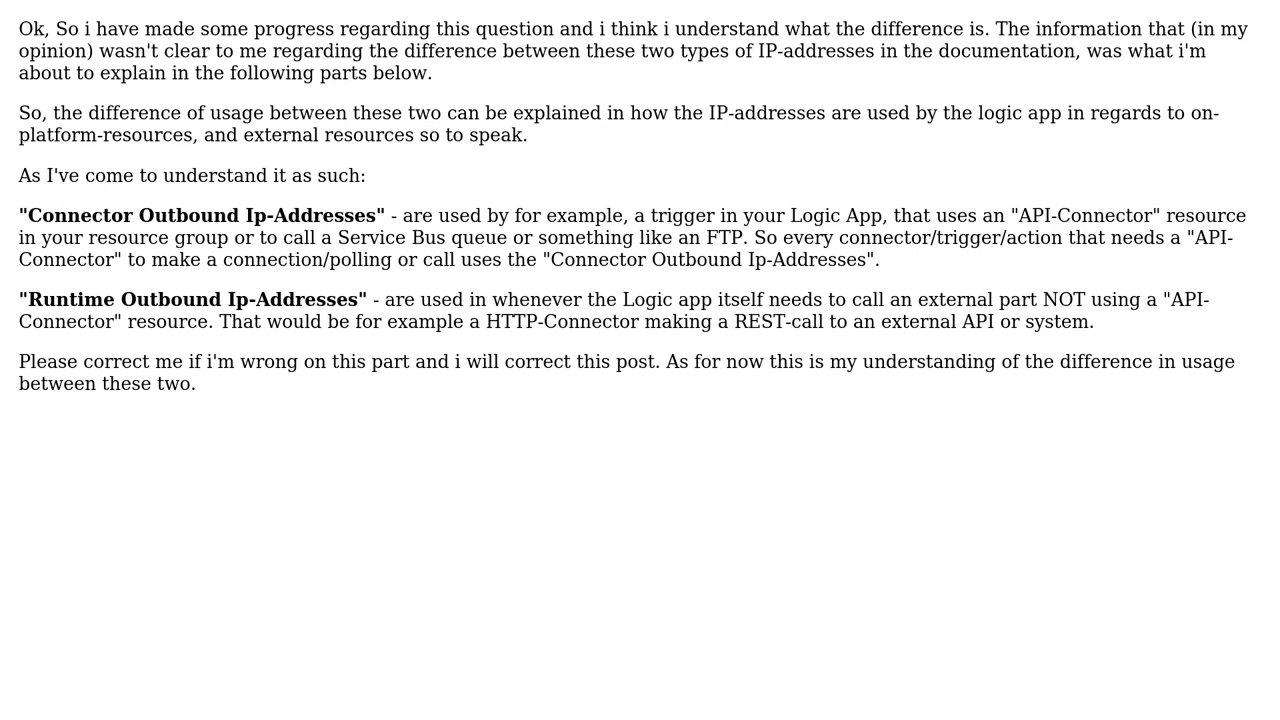 Ok, So i have made some progress regarding this question and i think i understand what the difference is. The information that (in my
opinion) wasn't clear to me regarding the difference between these two types of IP-addresses in the documentation, was what i'm
about to explain in the following parts below.
So, the difference of usage between these two can be explained in how the IP-addresses are used by the logic app in regards to on-
platform-resources, and external resources so to speak.
As I've come to understand it as such:
"Connector Outbound Ip-Addresses" - are used by for example, a trigger in your Logic App, that uses an "API-Connector" resource
in your resource group or to call a Service Bus queue or something like an FTP. So every connector/trigger/action that needs a "API-
Connector" to make a connection/polling or call uses the "Connector Outbound Ip-Addresses".
"Runtime Outbound Ip-Addresses" - are used in whenever the Logic app itself needs to call an external part NOT using a "API-
Connector" resource. That would be for example a HTTP-Connector making a REST-call to an external API or system.
Please correct me if i'm wrong on this part and i will correct this post. As for now this is my understanding of the difference in usage
between these two.